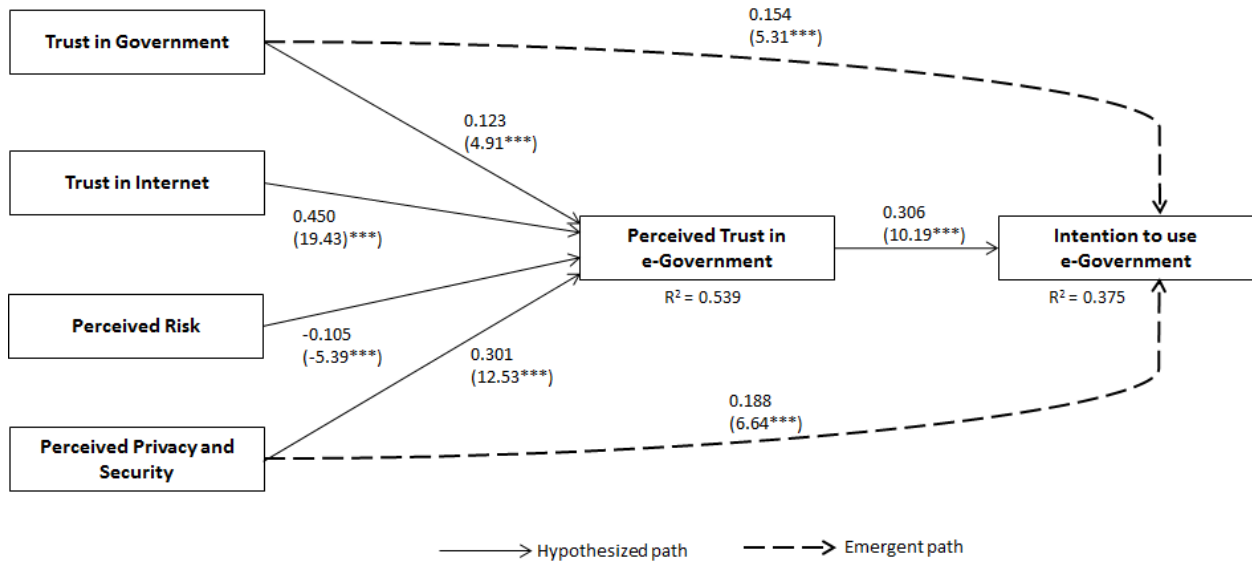 Trust in Government
0.154
(5.31***)
0.123
(4.91***)
Trust in Internet
0.450
(19.43)***)
Perceived Trust in
e-Government
R² = 0.539
0.306
(10.19***)
Intention to use
e-Government
R² = 0.375
Perceived Risk
-0.105
(-5.39***)
0.301
(12.53***)
0.188
(6.64***)
Perceived Privacy and
Security
Hypothesized path
Emergent path